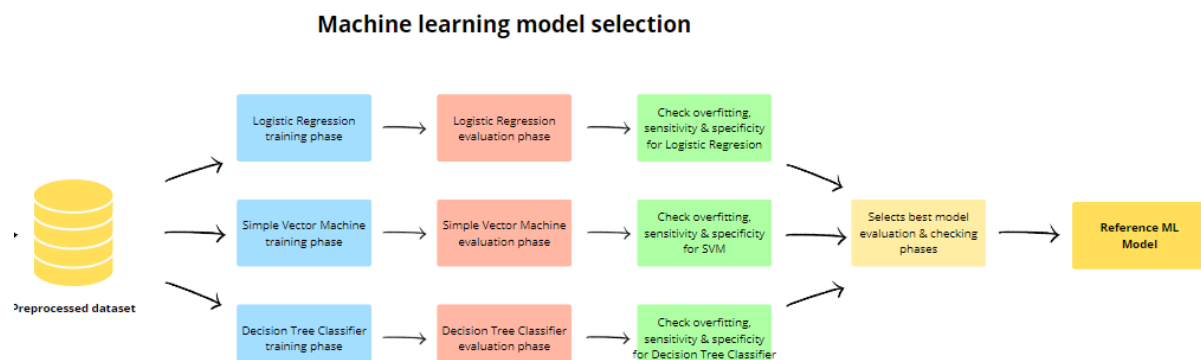 Machine learning model selection
Logistic Regression
training phase
Logistic Regression
evaluation phase
Check overfitting,
sensitivity & specificity
for Logistic Regresion
Simple Vector Machine
training phase
Simple Vector Machine
evaluation phase
Check overfitting,
sensitivity & specificity
for SVM
Selects best model
evaluation & checking
phases
Reference ML
Model
Preprocessed dataset
Decision Tree Classifier
training phase
Decision Tree Classifier
evaluation phase
Check overfitting,
sensitivity & specificity
for Decision Tree Classifier